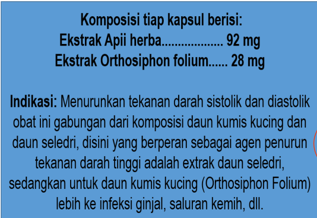 Komposisi tiap kapsul berisi:
Ekstrak Apii herba................... 92 mg
Ekstrak Orthosiphon folium...... 28 mg
Indikasi: Menurunkan tekanan darah sistolik dan diastolik
obat ini gabungan dari komposisi daun kumis kucing dan
daun seledri, disini yang berperan sebagai agen penurun
tekanan darah tinggi adalah extrak daun seledri,
sedangkan untuk daun kumis kucing (Orthosiphon Folium)
lebih ke infeksi ginjal, saluran kemih, dll.